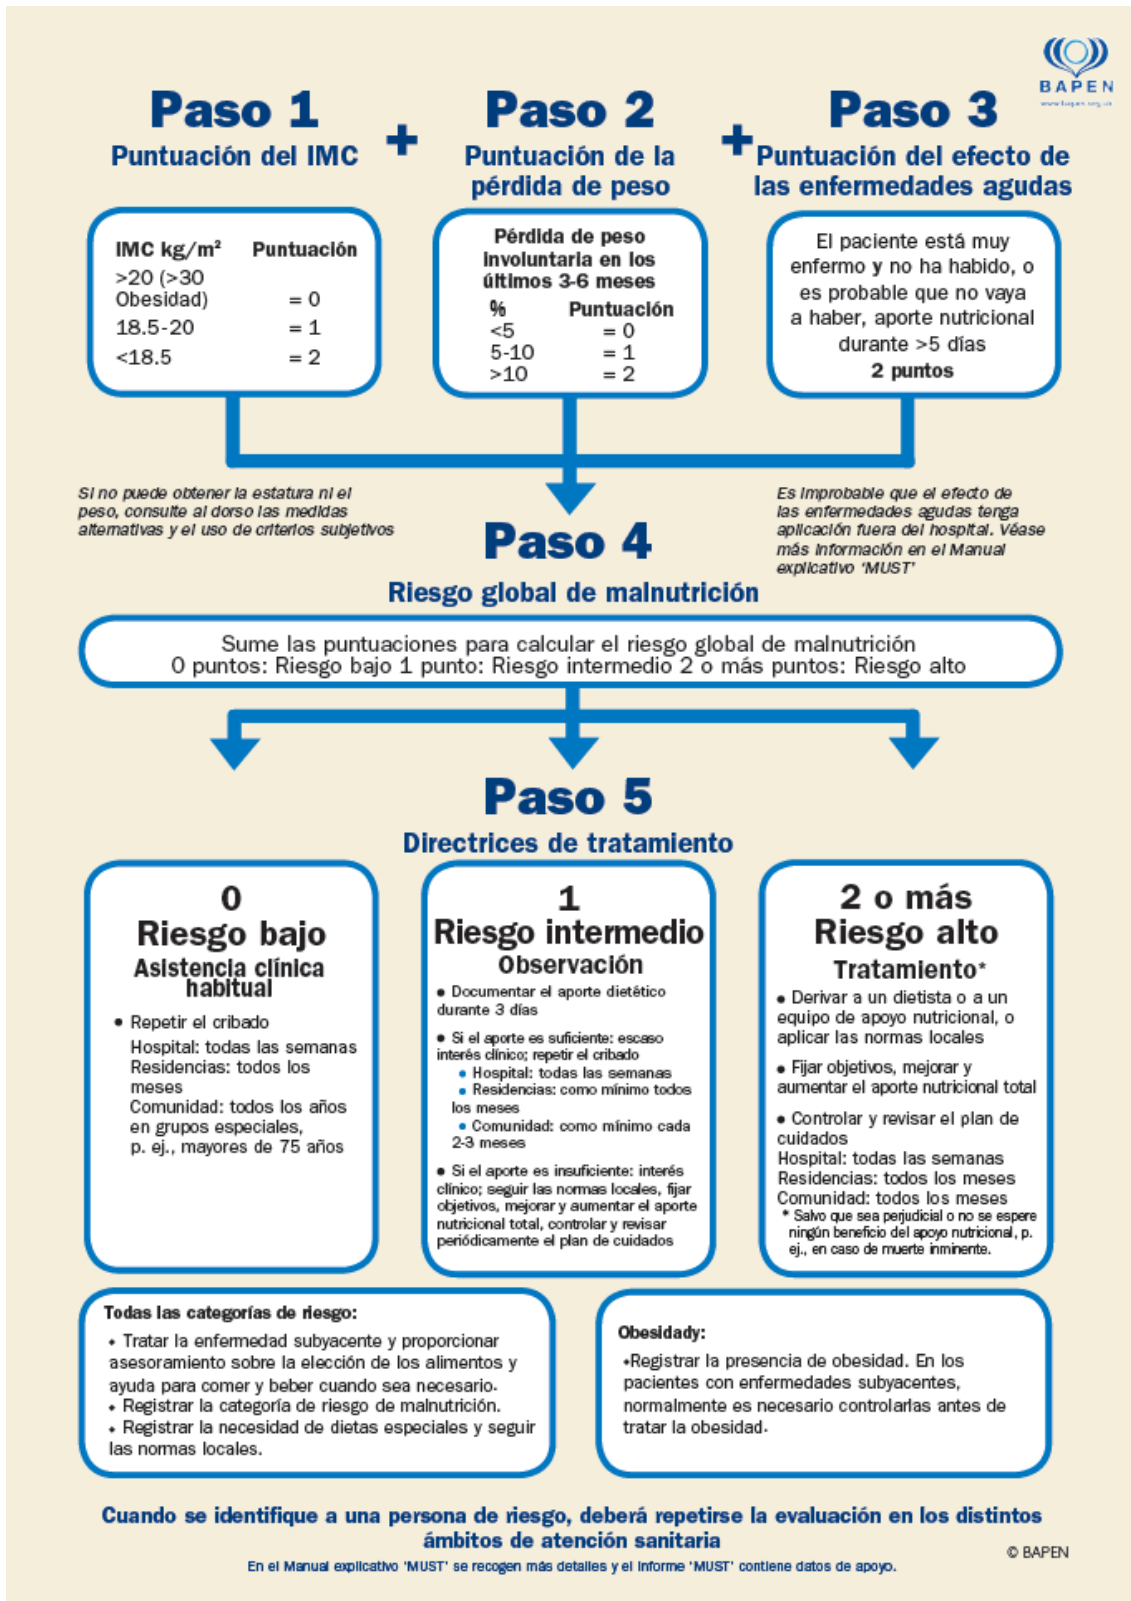 BAPEN
www.bapen.org.uk
Paso 1
Puntuación del IMC
+
Paso 2
Puntuación de la
pérdida de peso
+
Paso 3
Puntuación del efecto de
las enfermedades agudas
IMC kg/m² Puntuación
>20 (>30
Obesidad) = 0
18.5-20 = 1
<18.5 = 2
Pérdida de peso
involuntaria en los
últimos 3-6 meses
% Puntuación
<5 = 0
5-10 = 1
>10 = 2
El paciente está muy
enfermo y no ha habido, o
es probable que no vaya
a haber, aporte nutricional
durante >5 días
2 puntos
Si no puede obtener la estatura ni el
peso, consulte al dorso las medidas
alternativas y el uso de criterios subjetivos
Es improbable que el efecto de
las enfermedades agudas tenga
aplicación fuera del hospital. Véase
más información en el Manual
explicativo ‘MUST’
Paso 4
Riesgo global de malnutrición
Sume las puntuaciones para calcular el riesgo global de malnutrición
0 puntos: Riesgo bajo 1 punto: Riesgo intermedio 2 o más puntos: Riesgo alto
Paso 5
Directrices de tratamiento
0
Riesgo bajo
Asistencia clínica
habitual
• Repetir el cribado
Hospital: todas las semanas
Residencias: todos los
meses
Comunidad: todos los años
en grupos especiales,
p. ej., mayores de 75 años
1
Riesgo intermedio
Observación
• Documentar el aporte dietético
durante 3 días
• Si el aporte es suficiente: escaso
interés clínico; repetir el cribado
• Hospital: todas las semanas
• Residencias: como mínimo todos
los meses
• Comunidad: como mínimo cada
2-3 meses
• Si el aporte es insuficiente: interés
clínico; seguir las normas locales, fijar
objetivos, mejorar y aumentar el aporte
nutricional total, controlar y revisar
periódicamente el plan de cuidados
2 o más
Riesgo alto
Tratamiento*
• Derivar a un dietista o a un
equipo de apoyo nutricional, o
aplicar las normas locales
• Fijar objetivos, mejorar y
aumentar el aporte nutricional total
• Controlar y revisar el plan de
cuidados
Hospital: todas las semanas
Residencias: todos los meses
Comunidad: todos los meses
* Salvo que sea perjudicial o no se espere
ningún beneficio del apoyo nutricional, p.
ej., en caso de muerte inminente.
Todas las categorías de riesgo:
• Tratar la enfermedad subyacente y proporcionar
asesoramiento sobre la elección de los alimentos y
ayuda para comer y beber cuando sea necesario.
• Registrar la categoría de riesgo de malnutrición.
• Registrar la necesidad de dietas especiales y seguir
las normas locales.
Obesidady:
•Registrar la presencia de obesidad. En los
pacientes con enfermedades subyacentes,
normalmente es necesario controlarlas antes de
tratar la obesidad.
Cuando se identifique a una persona de riesgo, deberá repetirse la evaluación en los distintos
ámbitos de atención sanitaria
En el Manual explicativo ‘MUST’ se recogen más detalles y el Informe ‘MUST’ contiene datos de apoyo.
© BAPEN